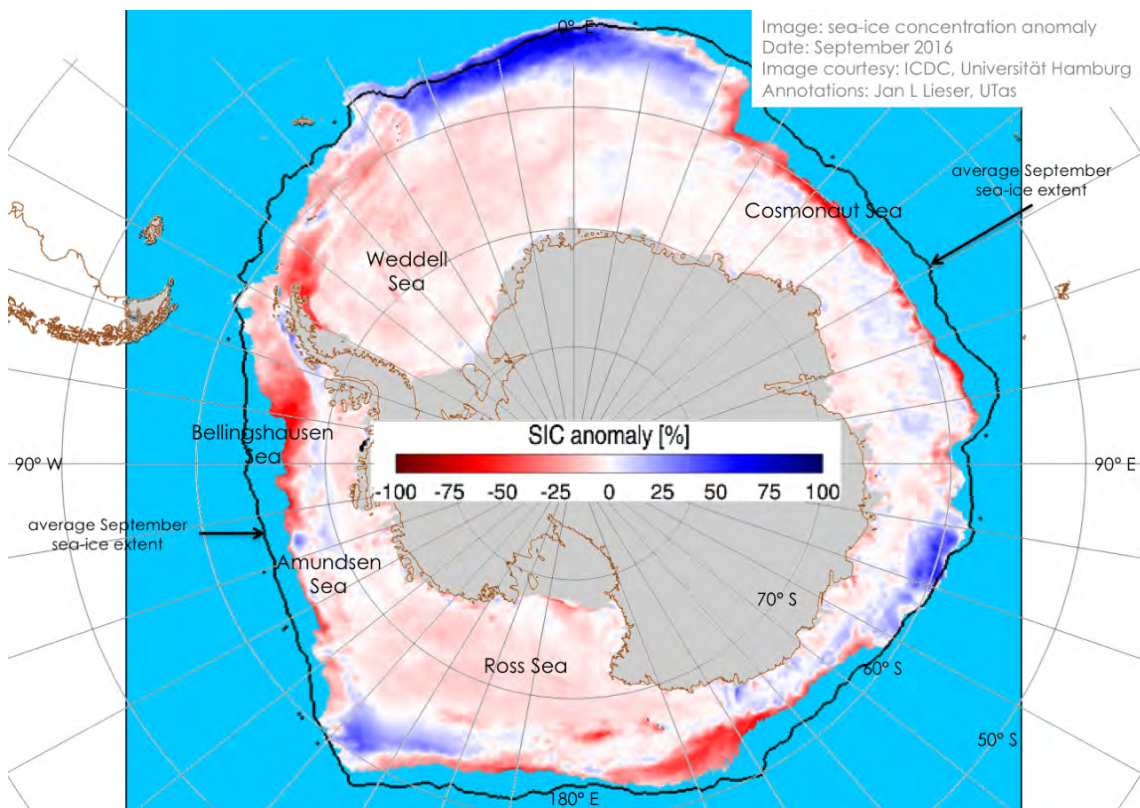 Image: sea-ice concentration anomaly
Date: September 2016
Image courtesy: ICDC, Universität Hamburg
Annotations: Jan L Lieser, UTas
0° E
average September
sea-ice extent
Cosmonaut Sea
Weddell
Sea
SIC anomaly [%]
-100 -75 -50 -25 0 25 50 75 100
Bellingshausen
Sea
90° W
90° E
average September
sea-ice extent
Amundsen
Sea
70° S
Ross Sea
60° S
50° S
180° E